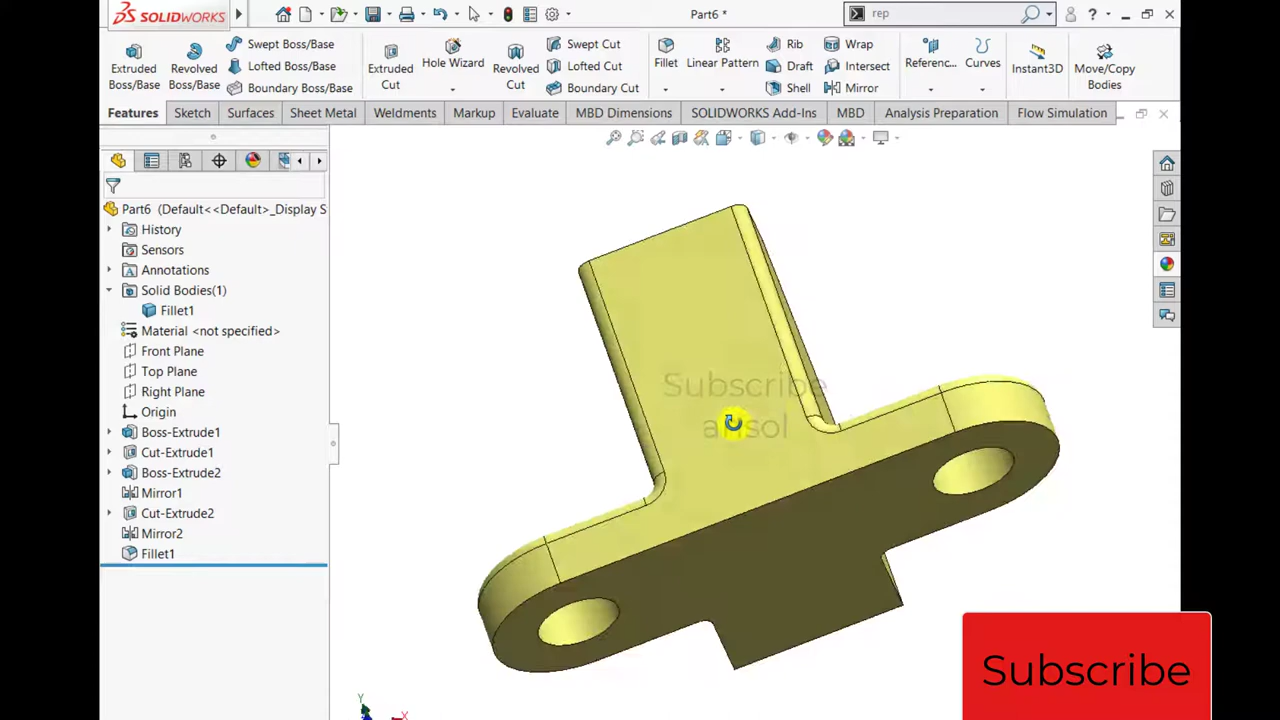 SOLIDWORKS
Part6 *
rep
Extruded Boss/Base
Revolved Boss/Base
Swept Boss/Base
Lofted Boss/Base
Boundary Boss/Base
Extruded Cut
Hole Wizard
Revolved Cut
Swept Cut
Lofted Cut
Boundary Cut
Fillet
Linear Pattern
Rib
Draft
Shell
Wrap
Intersect
Mirror
Referenc...
Curves
Instant3D
Move/Copy Bodies
Features
Sketch
Surfaces
Sheet Metal
Weldments
Markup
Evaluate
MBD Dimensions
SOLIDWORKS Add-Ins
MBD
Analysis Preparation
Flow Simulation
Part6 (Default<<Default>_Display S
History
Sensors
Annotations
Solid Bodies(1)
Fillet1
Material <not specified>
Front Plane
Top Plane
Right Plane
Origin
Boss-Extrude1
Cut-Extrude1
Boss-Extrude2
Mirror1
Cut-Extrude2
Mirror2
Fillet1
Subscribe
Y
X
Subscribe